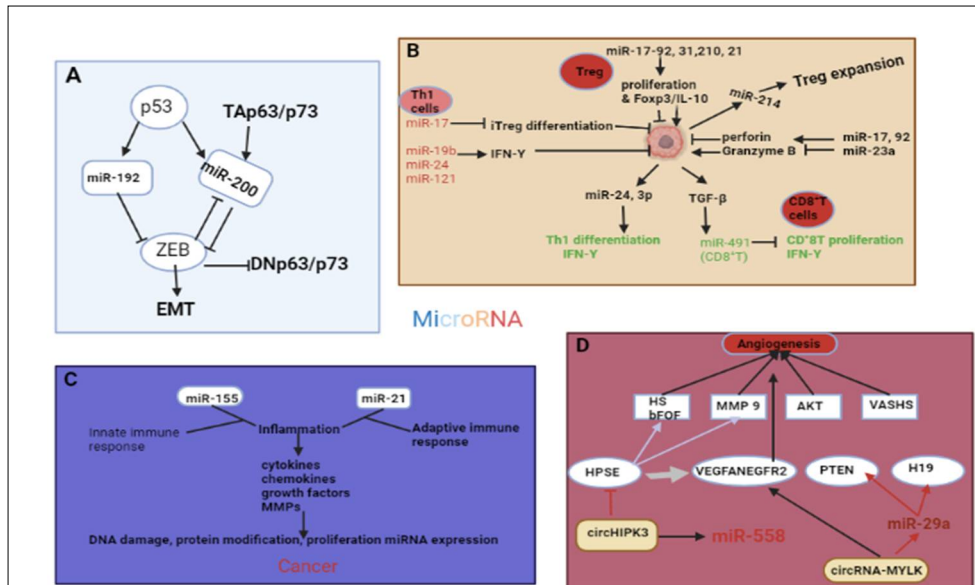 A
p53
TAp63/p73
miR-192
miR-200
ZEB
DNp63/p73
EMT
B
miR-17-92, 31,210, 21
Treg
proliferation
& Foxp3/IL-10
miR-214
Treg expansion
Th1
cells
miR-17
iTreg differentiation
miR-19b
miR-24
miR-121
IFN-Y
perforin
Granzyme B
miR-17, 92
miR-23a
miR-24, 3p
TGF-β
CD8⁺T
cells
Th1 differentiation
IFN-Y
miR-491
(CD8⁺T)
CD⁺8T proliferation
IFN-Y
MicroRNA
C
miR-155
miR-21
Innate immune
response
Inflammation
Adaptive immune
response
cytokines
chemokines
growth factors
MMPs
DNA damage, protein modification, proliferation miRNA expression
Cancer
D
Angiogenesis
HS
bFOF
MMP 9
AKT
VASHS
HPSE
VEGFANEGFR2
PTEN
H19
circHIPK3
miR-558
miR-29a
circRNA-MYLK